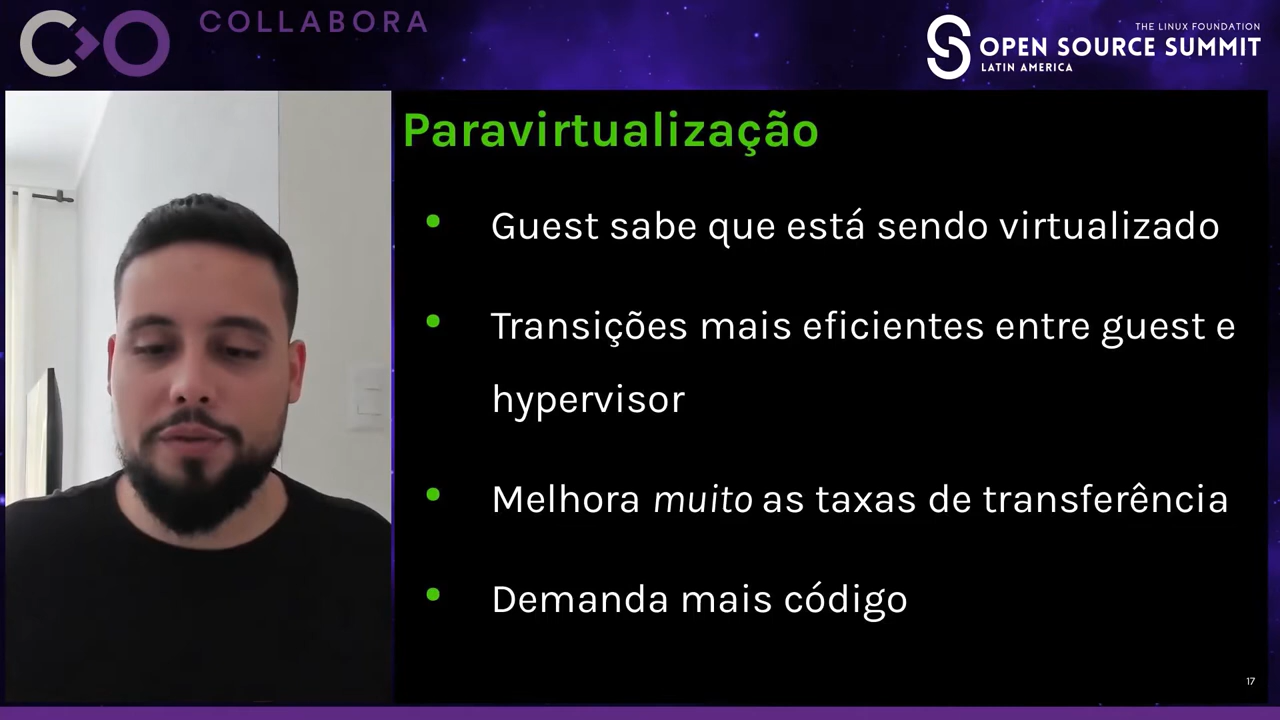 COLLABORA
THE LINUX FOUNDATION
OPEN SOURCE SUMMIT
LATIN AMERICA
Paravirtualização
• Guest sabe que está sendo virtualizado
• Transições mais eficientes entre guest e
hypervisor
• Melhora muito as taxas de transferência
• Demanda mais código
17